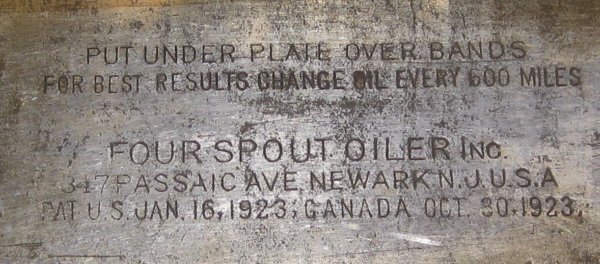 PUT UNDER PLATE OVER BANDS
FOR BEST RESULTS CHANGE OIL EVERY 600 MILES
FOUR SPOUT OILER INC.
347 PASSAIC AVE. NEWARK N.J. U.S.A
PAT U.S. JAN. 16, 1923; CANADA OCT. 30, 1923,